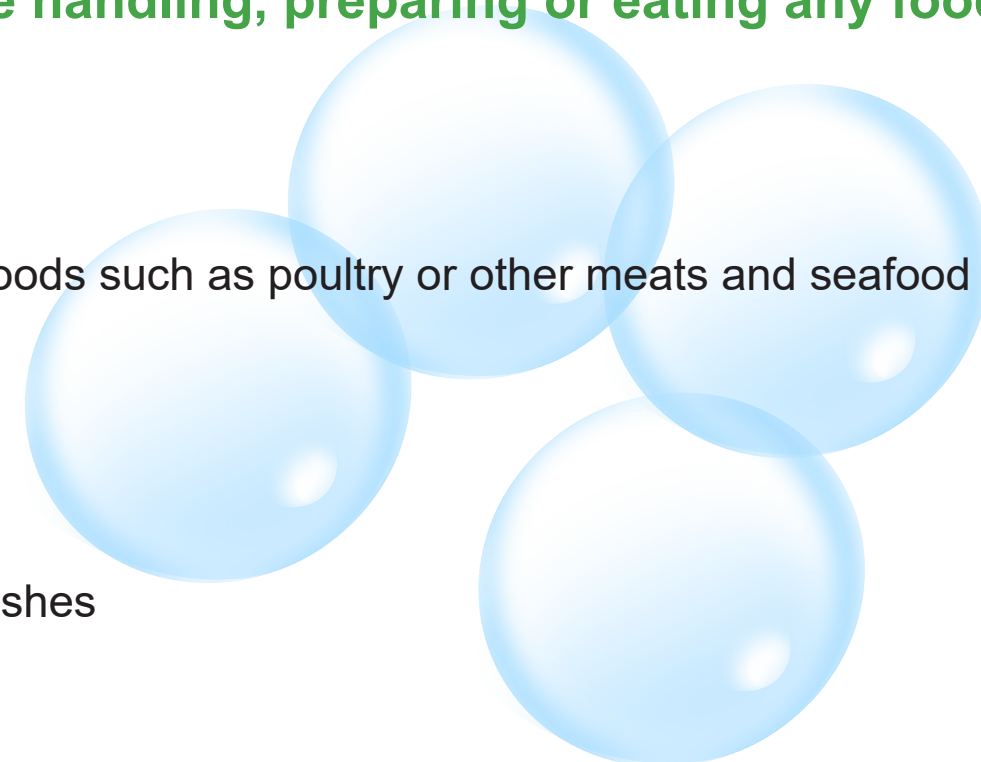 e handling, preparing or eating any foo
oods such as poultry or other meats and seafood
shes